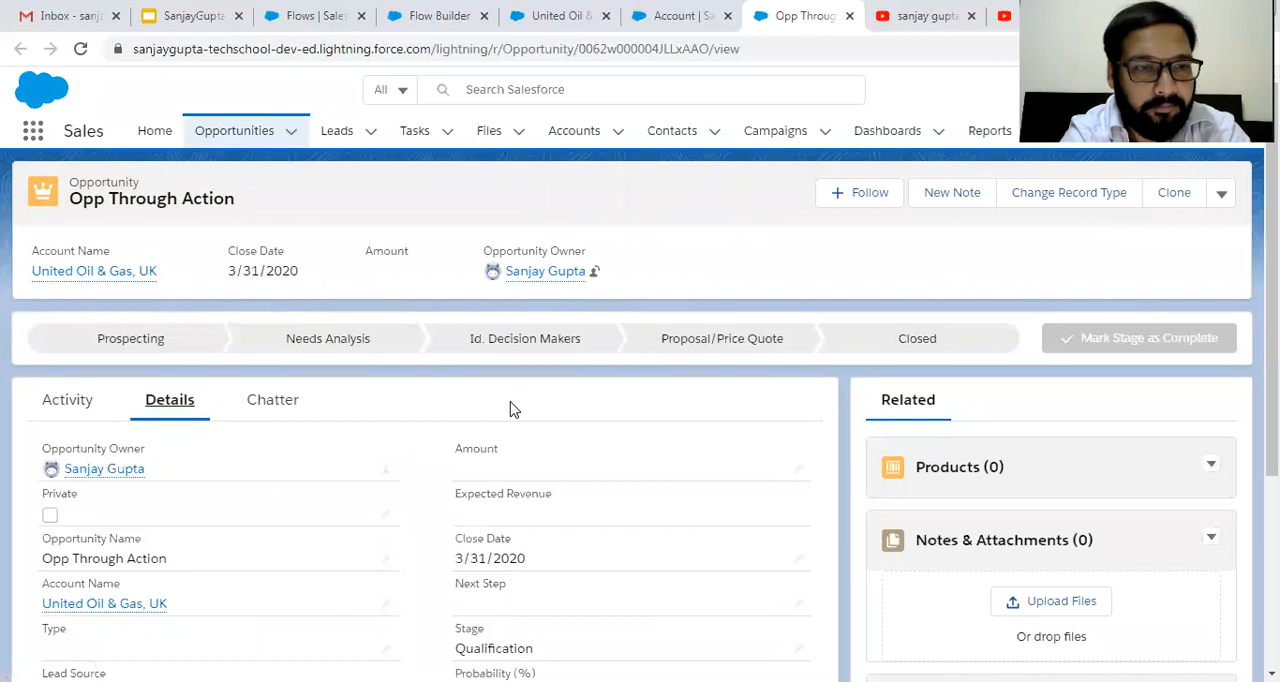 Inbox - sanj
SanjayGupta
Flows | Sales
Flow Builder
United Oil &
Account | Sa
Opp Throug
sanjay gupta
sanjaygupta-techschool-dev-ed.lightning.force.com/lightning/r/Opportunity/0062w000004JLLxAAO/view
All
Search Salesforce
Sales
Home
Opportunities
Leads
Tasks
Files
Accounts
Contacts
Campaigns
Dashboards
Reports
Opportunity
Opp Through Action
+ Follow
New Note
Change Record Type
Clone
Account Name
Close Date
Amount
Opportunity Owner
United Oil & Gas, UK
3/31/2020
Sanjay Gupta
Prospecting
Needs Analysis
Id. Decision Makers
Proposal/Price Quote
Closed
Mark Stage as Complete
Activity
Details
Chatter
Opportunity Owner
Sanjay Gupta
Private
Opportunity Name
Opp Through Action
Account Name
United Oil & Gas, UK
Type
Lead Source
Amount
Expected Revenue
Close Date
3/31/2020
Next Step
Stage
Qualification
Probability (%)
Related
Products (0)
Notes & Attachments (0)
Upload Files
Or drop files